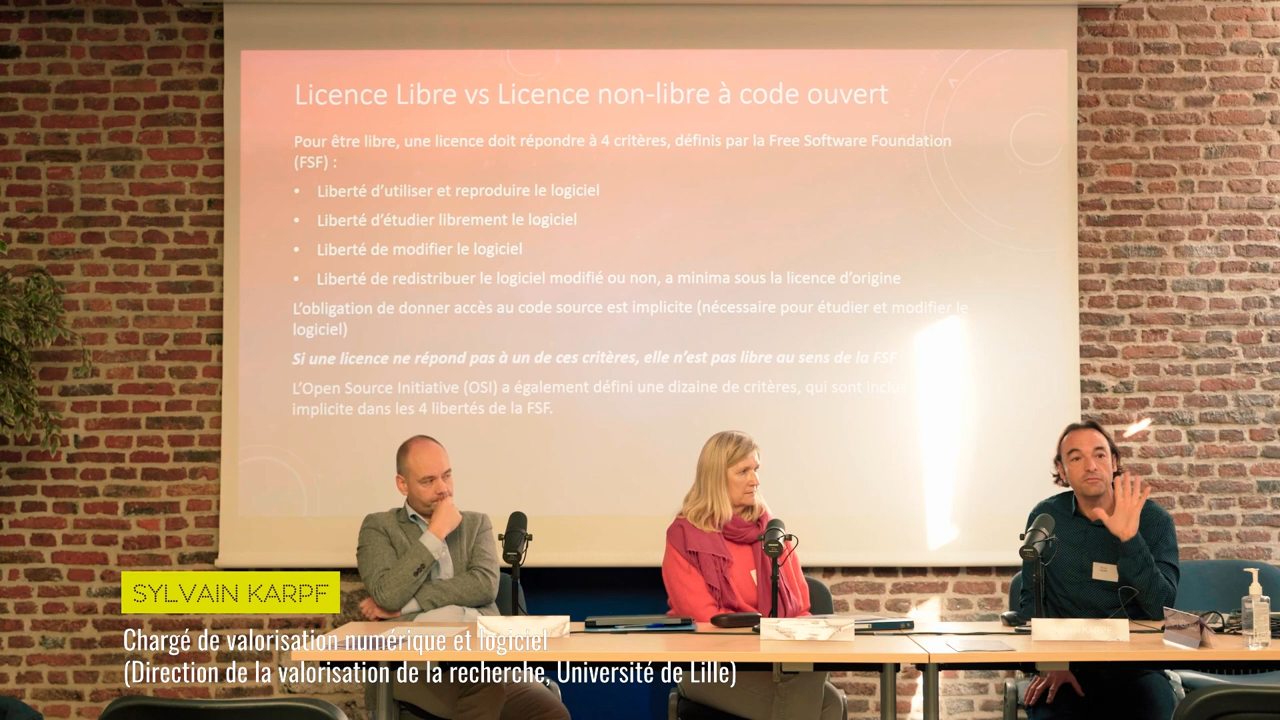 Licence Libre vs Licence non-libre à code ouvert
Pour être libre, une licence doit répondre à 4 critères, définis par la Free Software Foundation
(FSF) :
• Liberté d’utiliser et reproduire le logiciel
• Liberté d’étudier librement le logiciel
• Liberté de modifier le logiciel
• Liberté de redistribuer le logiciel modifié ou non, a minima sous la licence d’origine
L’obligation de donner accès au code source est implicite (nécessaire pour étudier et modifier le
logiciel)
Si une licence ne répond pas à un de ces critères, elle n’est pas libre au sens de la FSF
L’Open Source Initiative (OSI) a également défini une dizaine de critères, qui sont
implicite dans les 4 libertés de la FSF.
SYLVAIN KARPF
Chargé de valorisation numérique et logiciel
(Direction de la valorisation de la recherche, Université de Lille)